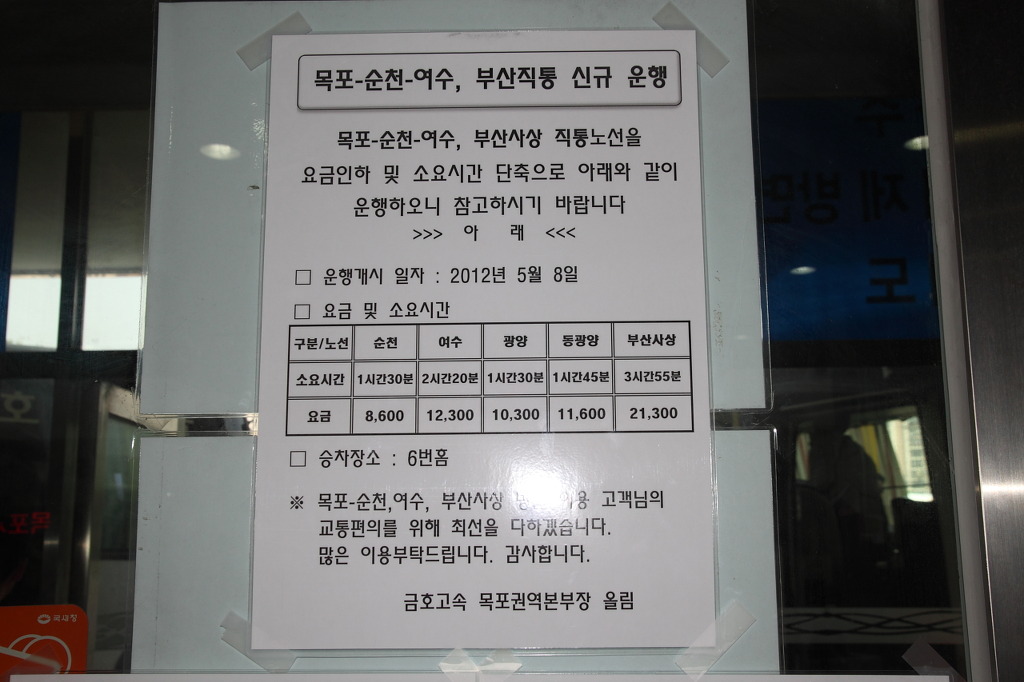 목포-순천-여수, 부산직통 신규 운행
목포-순천-여수, 부산사상 직통노선을
요금인하 및 소요시간 단축으로 아래와 같이
운행하오니 참고하시기 바랍니다
>>> 아 래 <<<
□ 운행개시 일자 : 2012년 5월 8일
□ 요금 및 소요시간
구분/노선 순천 여수 광양 동광양 부산사상
소요시간 1시간30분 2시간20분 1시간30분 1시간45분 3시간55분
요금 8,600 12,300 10,300 11,600 21,300
□ 승차장소 : 6번홈
※ 목포-순천,여수, 부산사상 이용 고객님의
교통편의를 위해 최선을 다하겠습니다.
많은 이용부탁드립니다. 감사합니다.
금호고속 목포권역본부장 올림
국세청